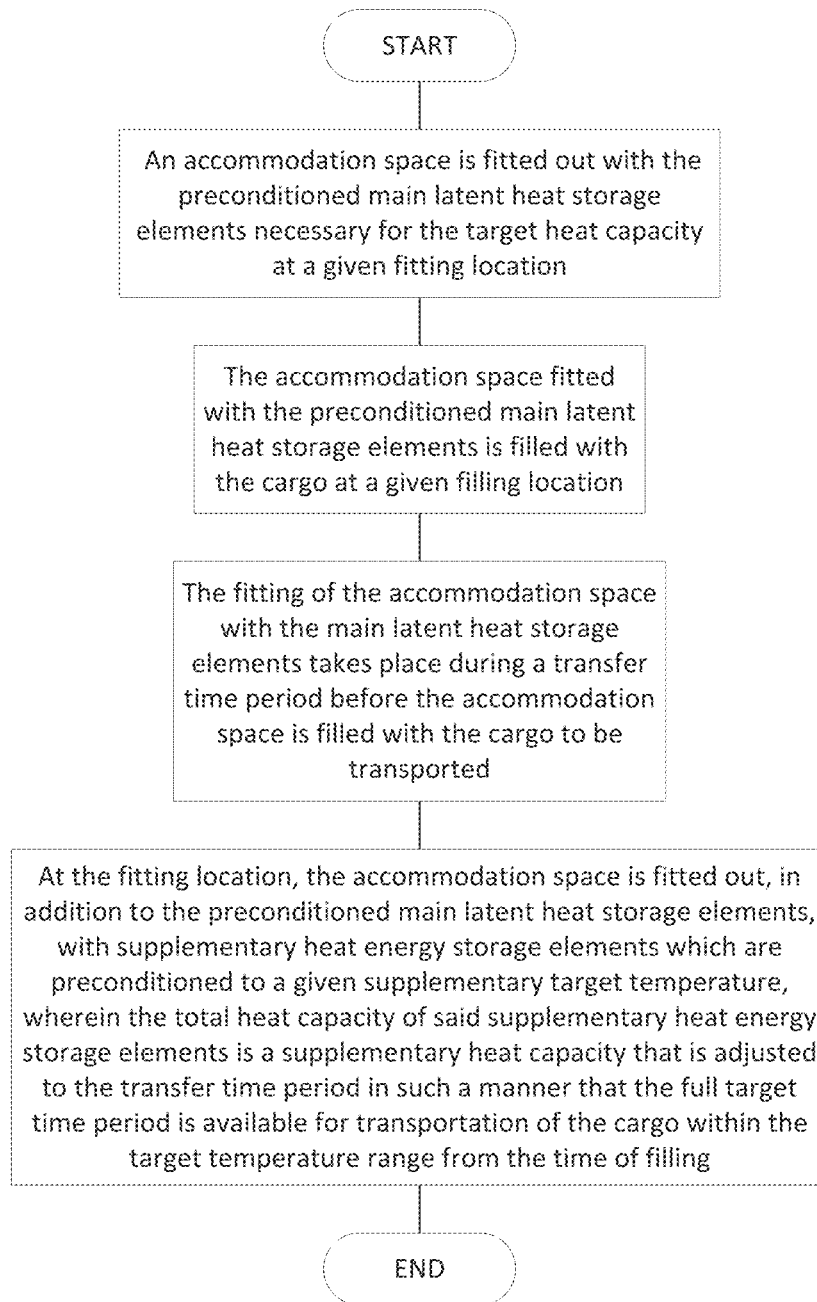 START
An accommodation space is fitted out with the
preconditioned main latent heat storage
elements necessary for the target heat capacity
at a given fitting location
The accommodation space fitted
with the preconditioned main latent
heat storage elements is filled with
the cargo at a given filling location
The fitting of the accommodation space
with the main latent heat storage
elements takes place during a transfer
time period before the accommodation
space is filled with the cargo to be
transported
At the fitting location, the accommodation space is fitted out, in
addition to the preconditioned main latent heat storage elements,
with supplementary heat energy storage elements which are
preconditioned to a given supplementary target temperature,
wherein the total heat capacity of said supplementary heat energy
storage elements is a supplementary heat capacity that is adjusted
to the transfer time period in such a manner that the full target
time period is available for transportation of the cargo within the
target temperature range from the time of filling
END